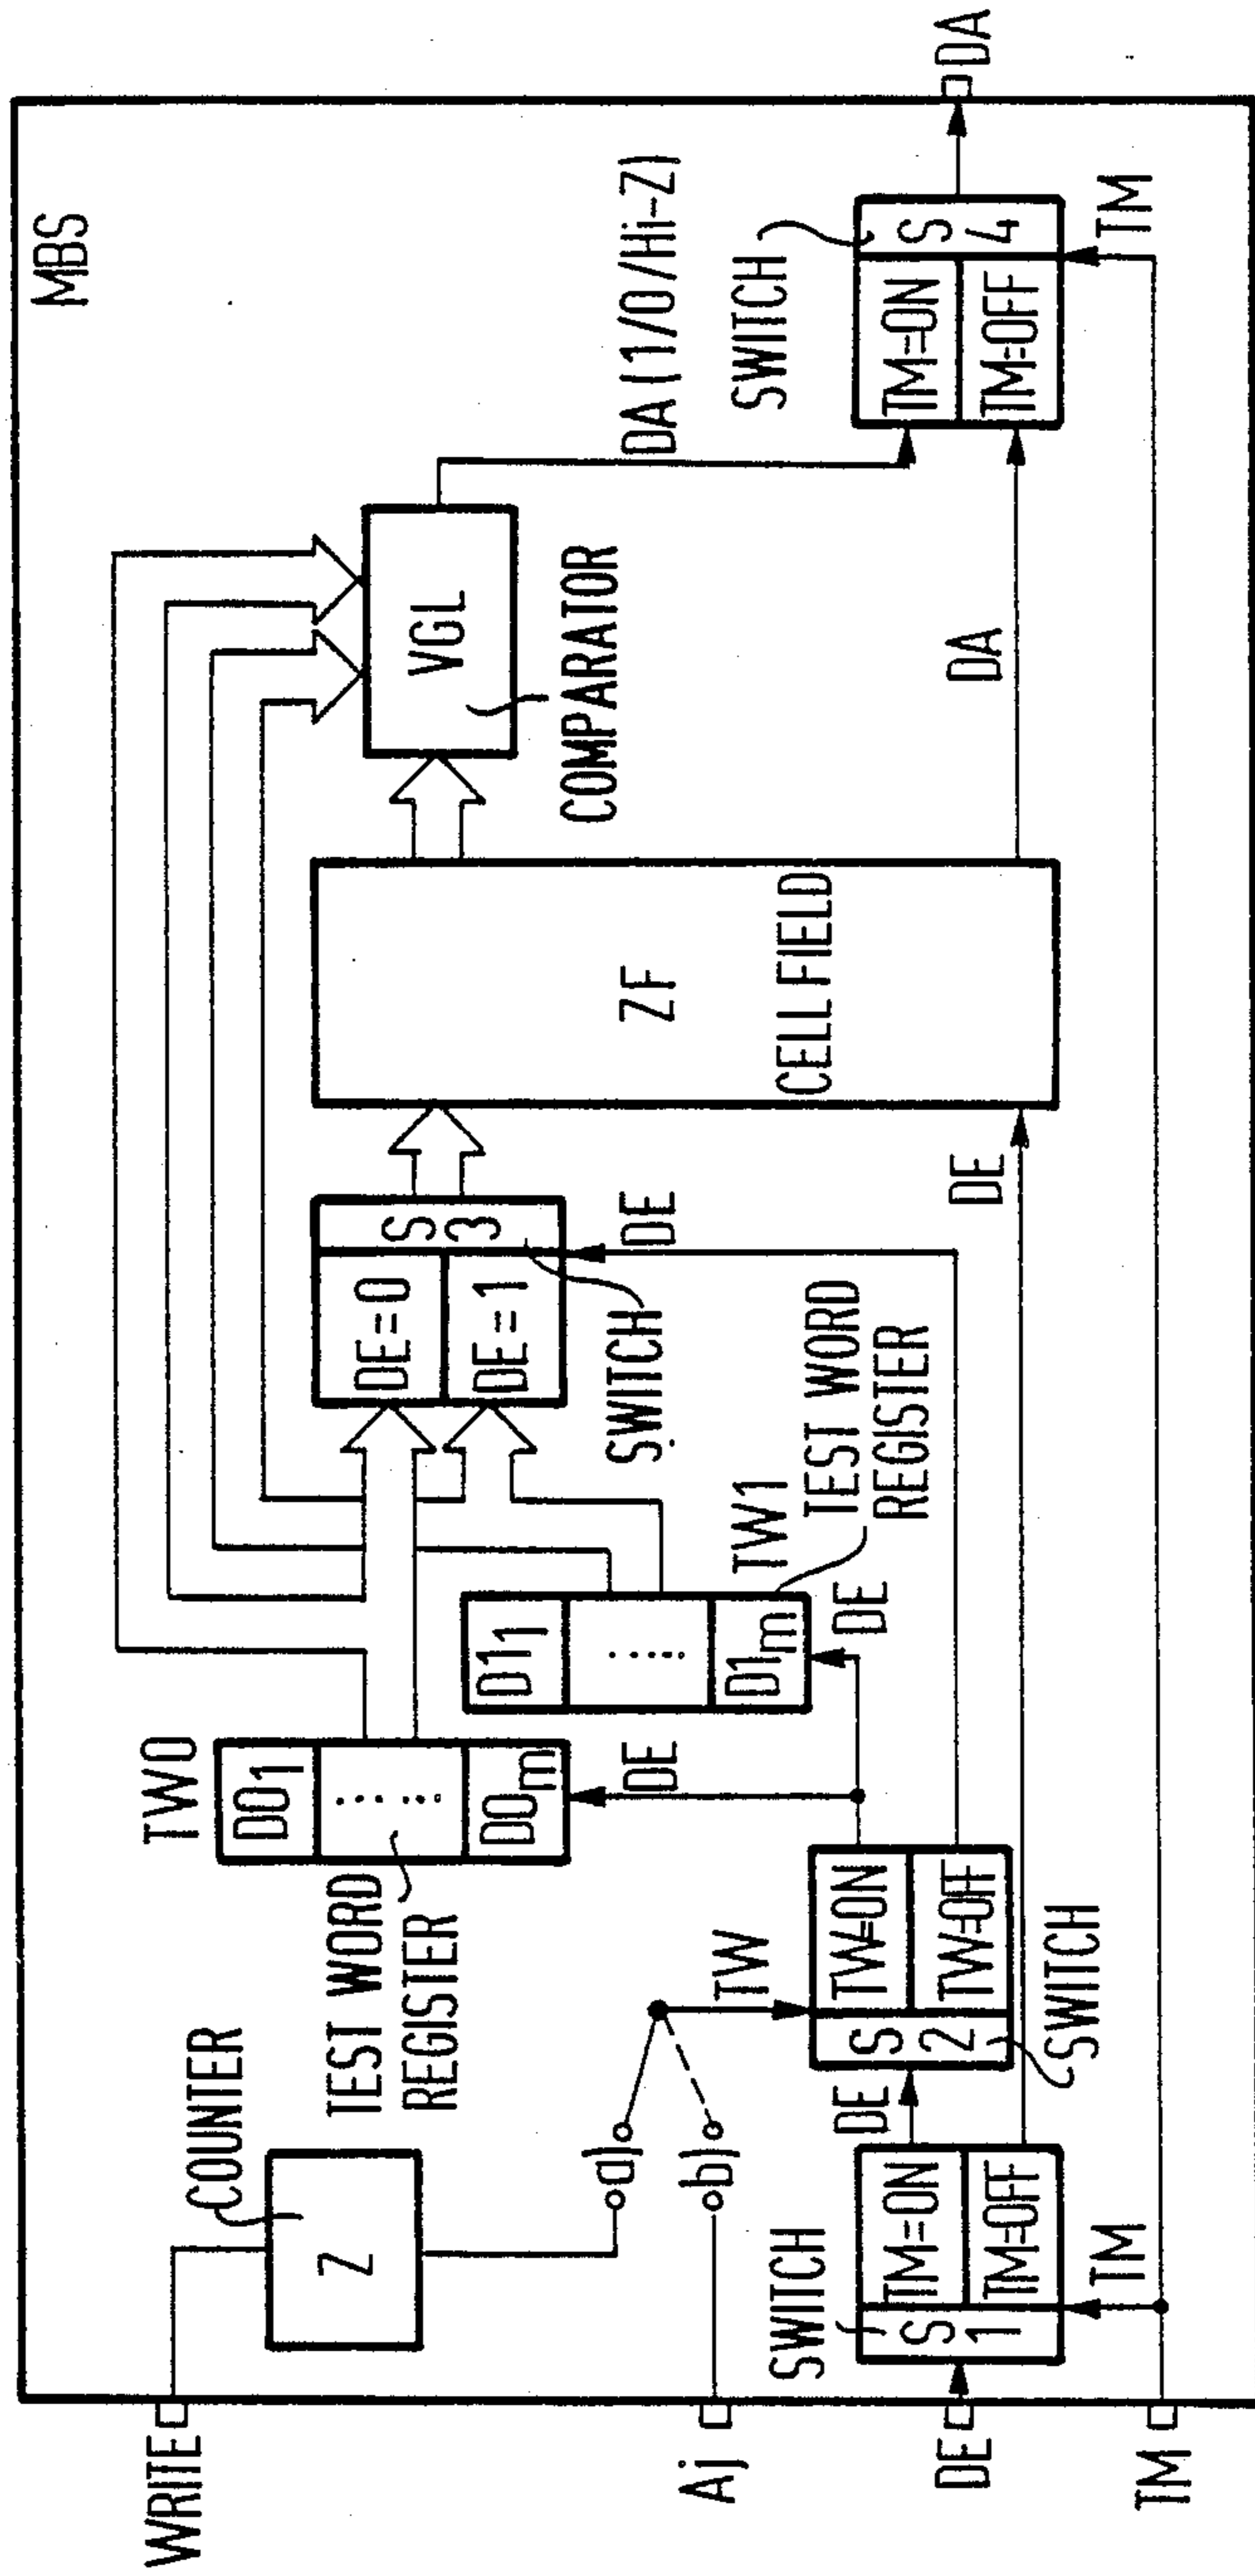 MBS
WRITE
COUNTER
Z
TW0
D01
......
D0m
TEST WORD
REGISTER
DE
Aj
a)
b)
TW
D11
......
D1m
TW1
TEST WORD
REGISTER
DE
DE
SWITCH
S
1
TM=ON
TM=OFF
TM
TM
DE
S
2
TW=ON
TW=OFF
SWITCH
DE=0
DE=1
S
3
SWITCH
DE
DE
ZF
CELL FIELD
VGL
COMPARATOR
DA (1/0/Hi-Z)
DA
SWITCH
TM=ON
TM=OFF
S
4
TM
DA